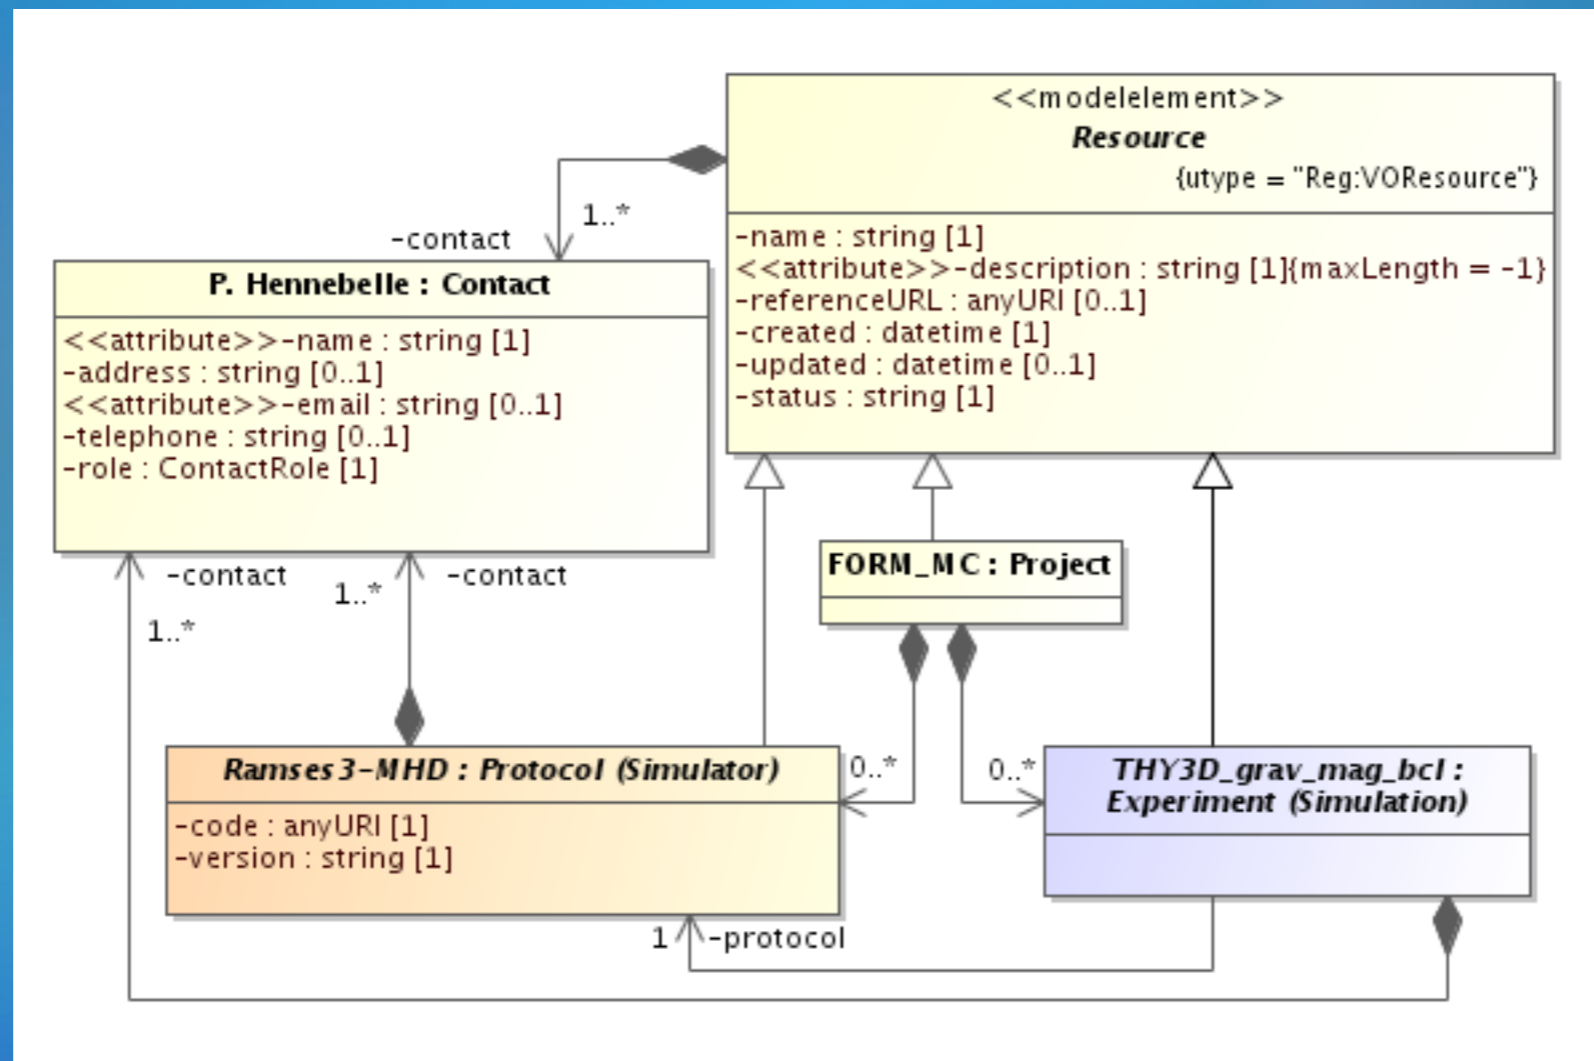 <<modelelement>>
Resource
{utype = "Reg:VOResource"}
-name : string [1]
<<attribute>>-description : string [1]{maxLength = -1}
-referenceURL : anyURI [0..1]
-created : datetime [1]
-updated : datetime [0..1]
-status : string [1]
1..*
-contact
P. Hennebelle : Contact
<<attribute>>-name : string [1]
-address : string [0..1]
<<attribute>>-email : string [0..1]
-telephone : string [0..1]
-role : ContactRole [1]
-contact
1..*
1..*
-contact
FORM_MC : Project
Ramses3-MHD : Protocol (Simulator)
-code : anyURI [1]
-version : string [1]
0..*
0..*
THY3D_grav_mag_bcl :
Experiment (Simulation)
1
-protocol